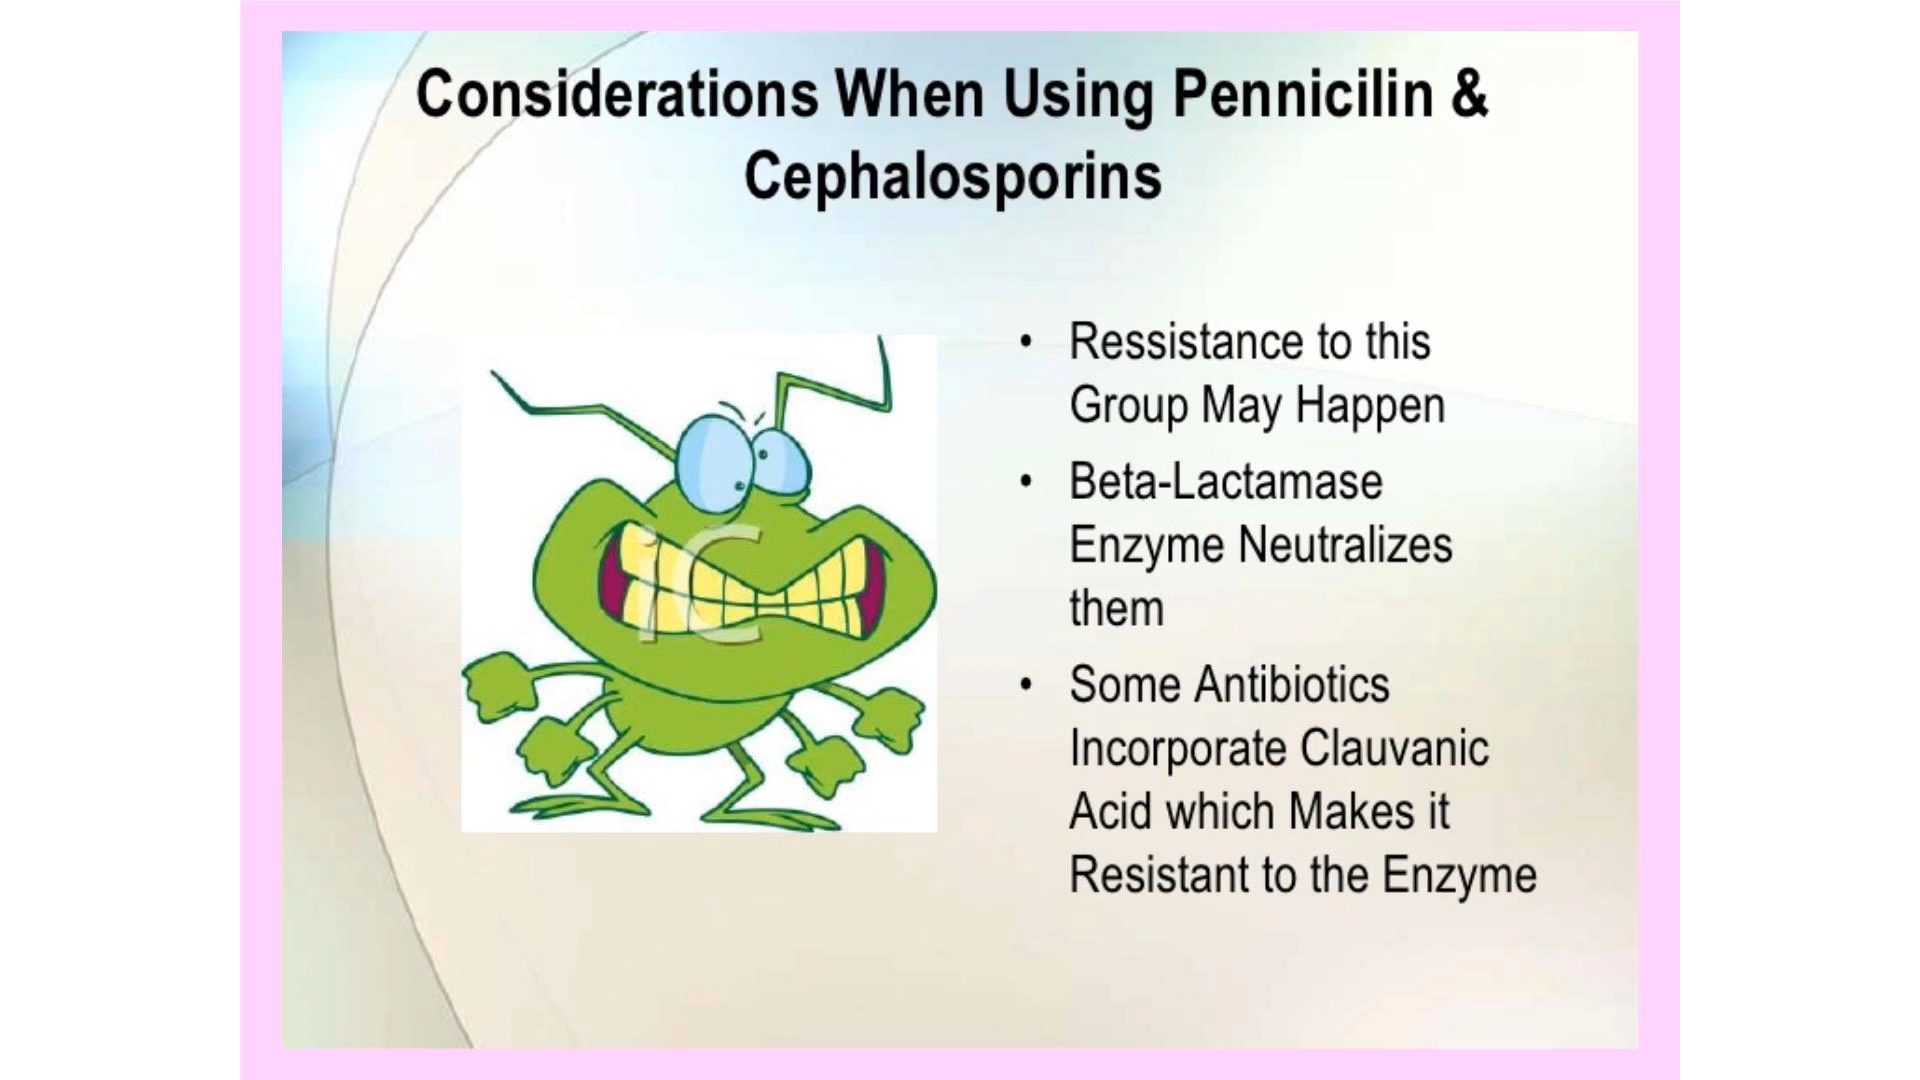 Considerations When Using Pennicilin &
Cephalosporins
• Ressistance to this
Group May Happen
• Beta-Lactamase
Enzyme Neutralizes
them
• Some Antibiotics
Incorporate Clauvanic
Acid which Makes it
Resistant to the Enzyme
iC